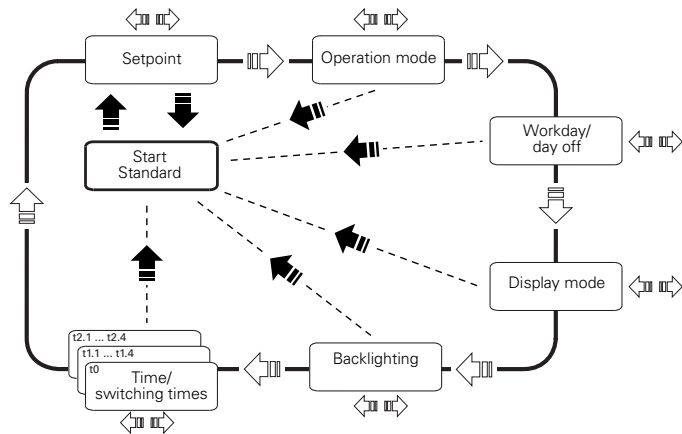 Setpoint
Operation mode
Workday/
day off
Start
Standard
Display mode
Backlighting
t2.1 ... t2.4
t1.1 ... t1.4
t0
Time/
switching times